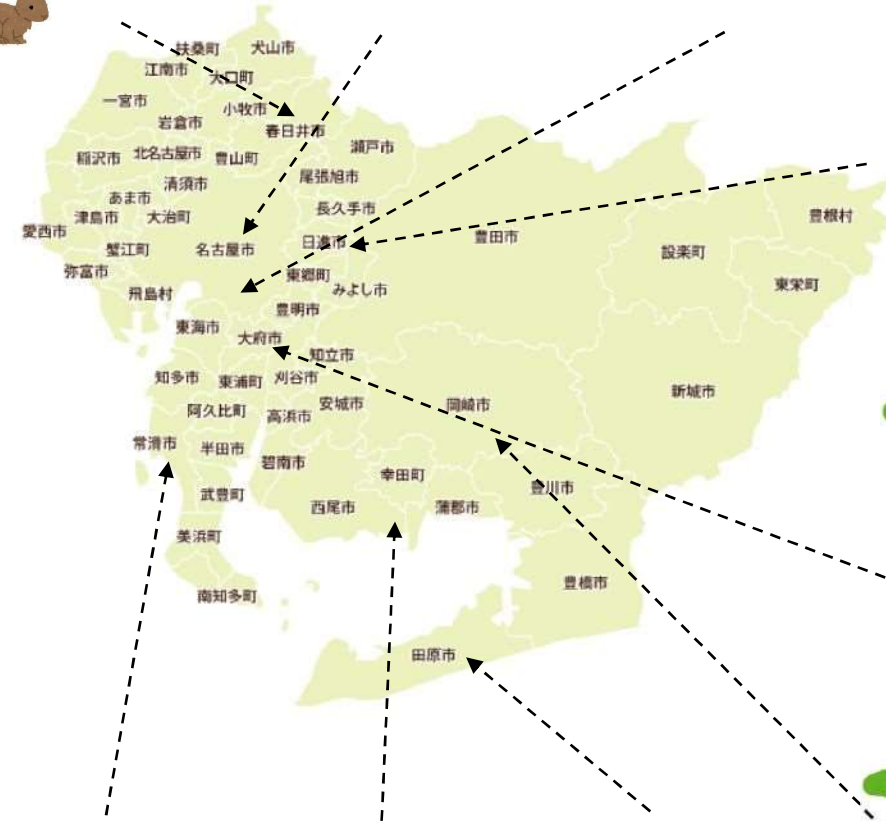 扶桑町
犬山市
江南市
大口町
一宮市
小牧市
岩倉市
春日井市
瀬戸市
稲沢市
北名古屋市
豊山町
尾張旭市
清須市
あま市
長久手市
津島市
大治町
豊根村
愛西市
名古屋市
日進市
豊田市
蟹江町
設楽町
弥富市
東郷町
東栄町
飛島村
みよし市
豊明市
東海市
大府市
知立市
知多市
東浦町
刈谷市
新城市
阿久比町
高浜市
安城市
岡崎市
常滑市
半田市
碧南市
幸田町
豊川市
武豊町
西尾市
蒲郡市
美浜町
豊橋市
南知多町
田原市